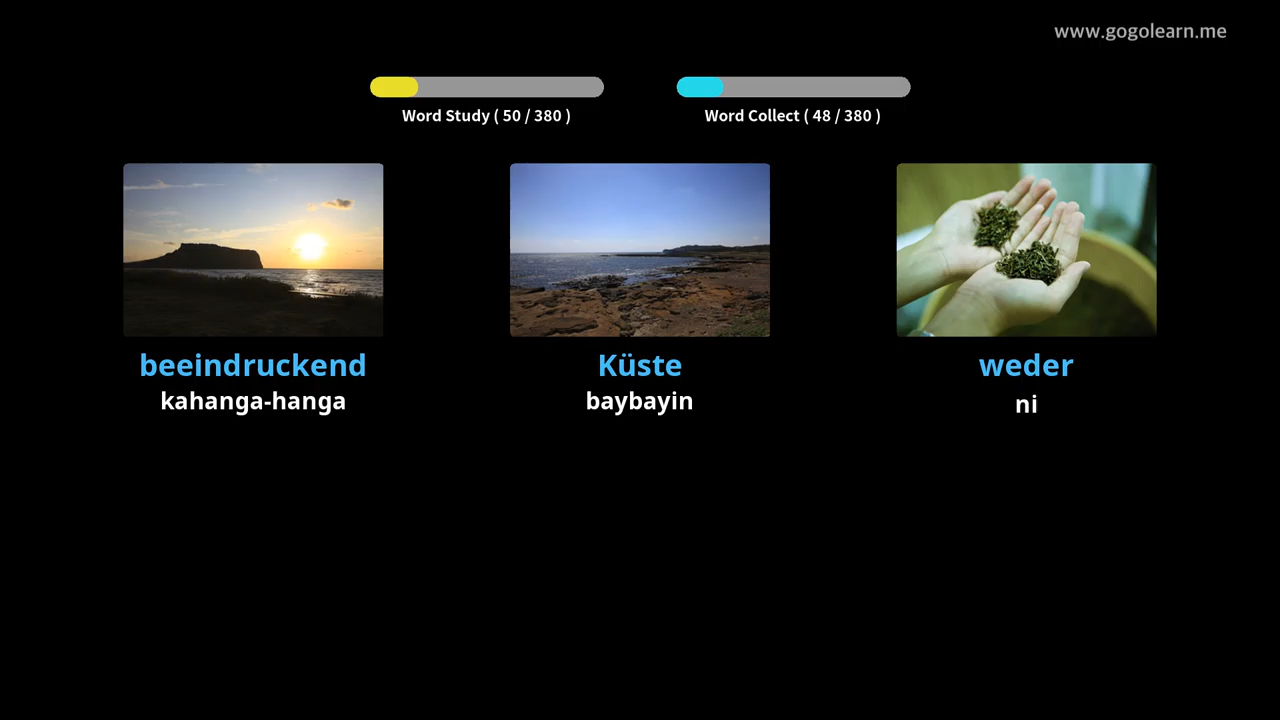 www.gogolearn.me
Word Study ( 50 / 380 )
Word Collect ( 48 / 380 )
beeindruckend
kahanga-hanga
Küste
baybayin
weder
ni